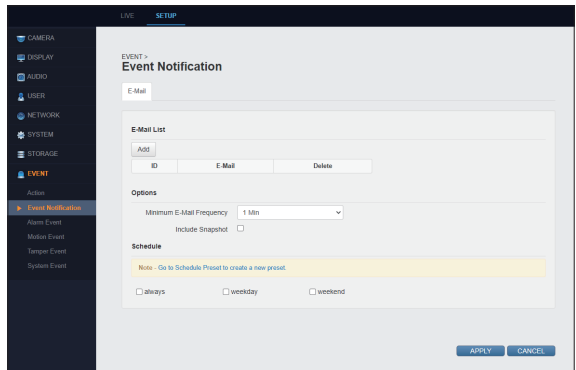 LIVE SETUP
CAMERA
DISPLAY
AUDIO
USER
NETWORK
SYSTEM
STORAGE
EVENT
Action
Event Notification
Alarm Event
Motion Event
Tamper Event
System Event
EVENT >
Event Notification
E-Mail
E-Mail List
Add
ID E-Mail Delete
Options
Minimum E-Mail Frequency 1 Min
Include Snapshot
Schedule
Note - Go to Schedule Preset to create a new preset.
always weekday weekend
APPLY CANCEL